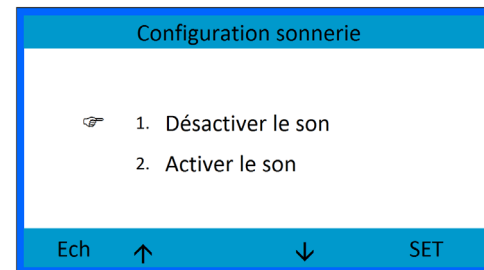 Configuration sonnerie
☞ 1. Désactiver le son
2. Activer le son
Ech ↑ ↓ SET